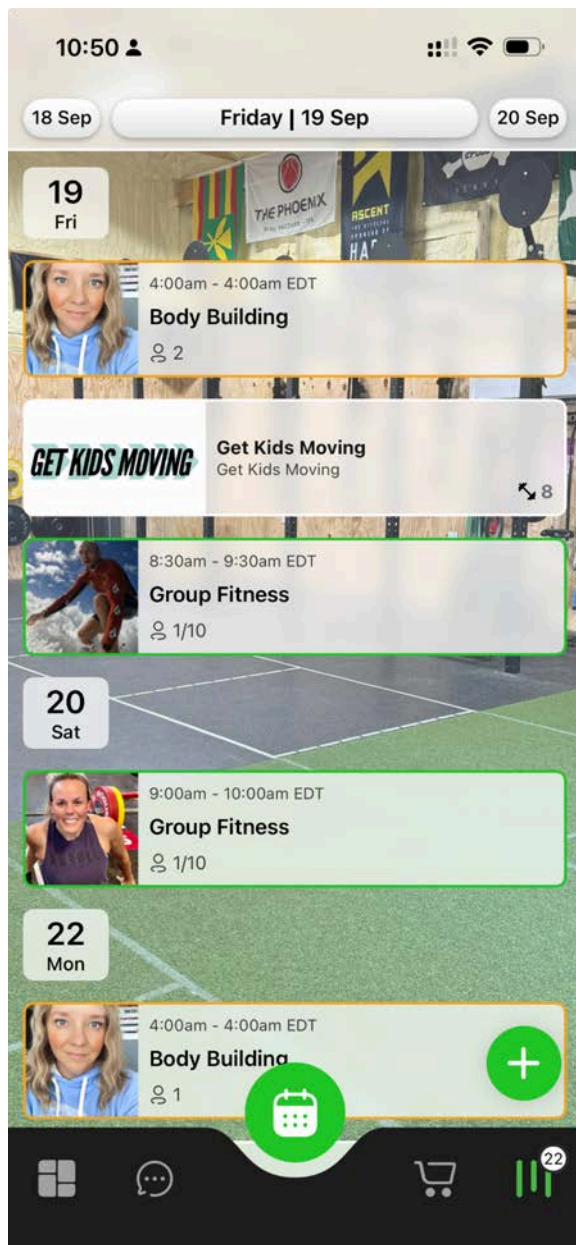 10:50
18 Sep
Friday | 19 Sep
20 Sep
19
Fri
THE PHOENIX
ASCENT
4:00am - 4:00am EDT
Body Building
2
GET KIDS MOVING
Get Kids Moving
Get Kids Moving
8
8:30am - 9:30am EDT
Group Fitness
1/10
20
Sat
9:00am - 10:00am EDT
Group Fitness
1/10
22
Mon
4:00am - 4:00am EDT
Body Building
1
22